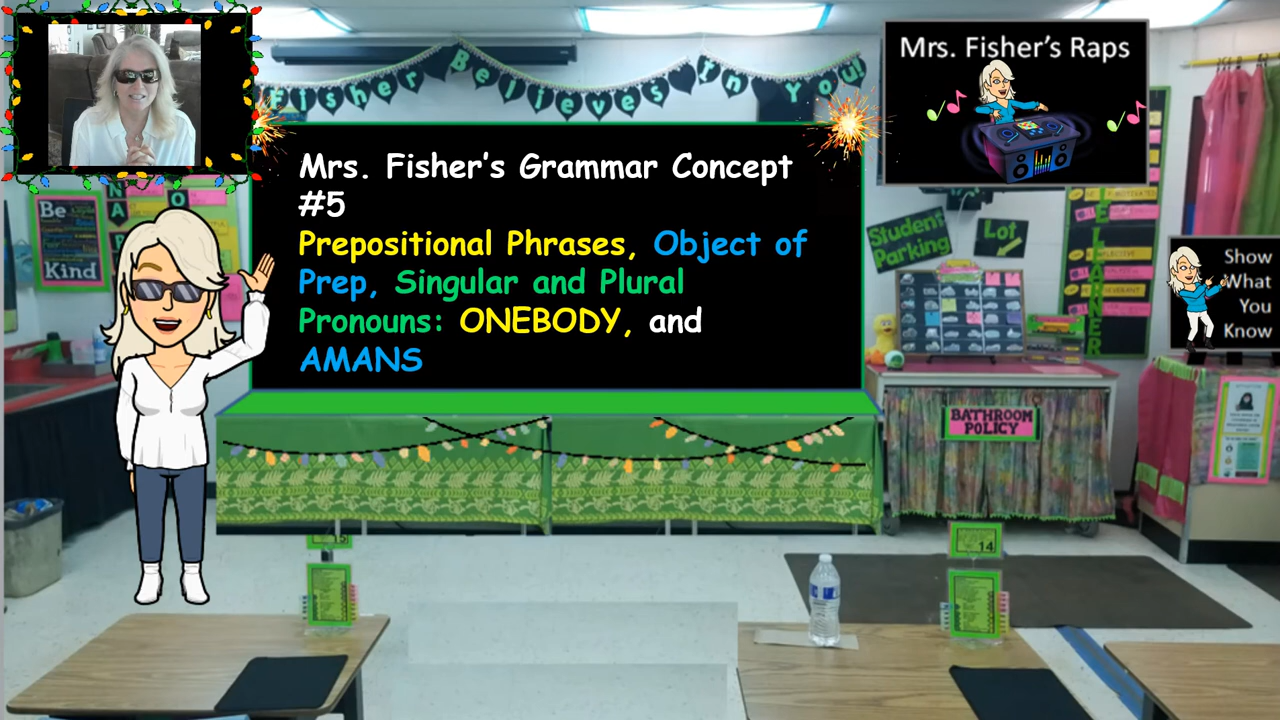 Fisher Believes In You!
Mrs. Fisher's Raps
Mrs. Fisher's Grammar Concept
#5
Prepositional Phrases, Object of
Prep, Singular and Plural
Pronouns: ONEBODY, and
AMANS
Be
Kind
Student
Parking
Lot
Show
What
You
Know
BATHROOM
POLICY
15
14